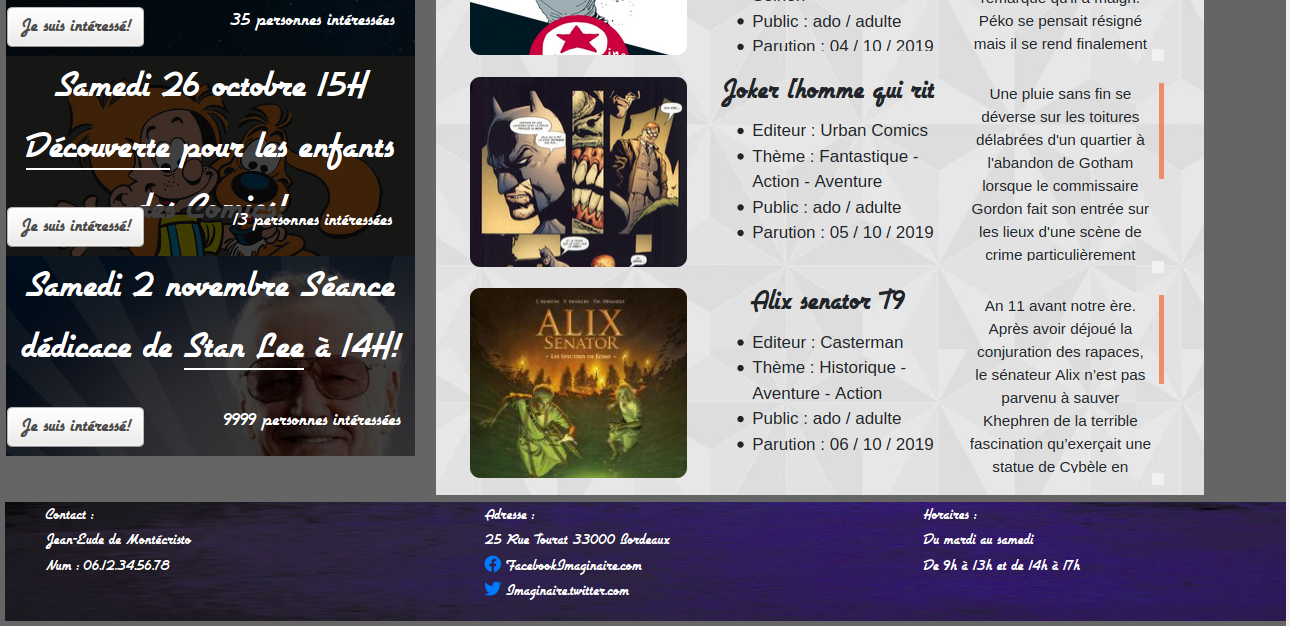 Je suis intéressé!
35 personnes intéressées
Samedi 26 octobre 15H
Découverte pour les enfants
des Comics!
Je suis intéressé!
13 personnes intéressées
Samedi 2 novembre Séance
dédicace de Stan Lee à 14H!
Je suis intéressé!
9999 personnes intéressées
Public : ado / adulte
Parution : 04 / 10 / 2019
remarque qu'il a maigri.
Péko se pensait résigné
mais il se rend finalement
Joker l'homme qui rit
Editeur : Urban Comics
Thème : Fantastique -
Action - Aventure
Public : ado / adulte
Parution : 05 / 10 / 2019
Une pluie sans fin se
déverse sur les toitures
délabrées d'un quartier à
l'abandon de Gotham
lorsque le commissaire
Gordon fait son entrée sur
les lieux d'une scène de
crime particulièrement
ALIX
SENATOR
Alix senator T9
Editeur : Casterman
Thème : Historique -
Aventure - Action
Public : ado / adulte
Parution : 06 / 10 / 2019
An 11 avant notre ère.
Après avoir déjoué la
conjuration des rapaces,
le sénateur Alix n’est pas
parvenu à sauver
Khephren de la terrible
fascination qu’exerçait une
statue de Cybèle en
Contact :
Jean-Eude de Montécristo
Num : 06.12.34.56.78
Adresse :
25 Rue Tourat 33000 Bordeaux
FacebookImaginaire.com
Imaginaire.twitter.com
Horaires :
Du mardi au samedi
De 9h à 13h et de 14h à 17h